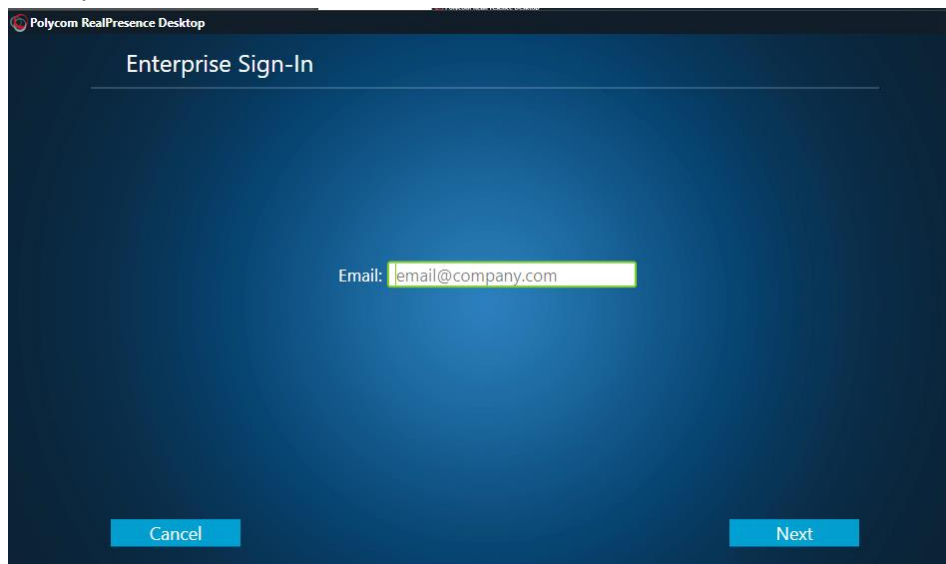 Polycom RealPresence Desktop
Enterprise Sign-In
Email: email@company.com
Cancel
Next